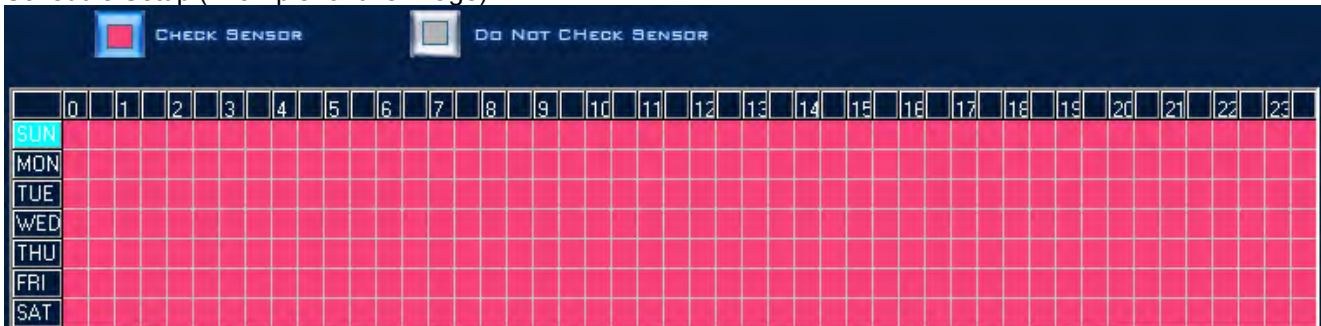 CHECK SENSOR DO NOT CHECK SENSOR
0 1 2 3 4 5 6 7 8 9 10 11 12 13 14 15 16 17 18 19 20 21 22 23
SUN
MON
TUE
WED
THU
FRI
SAT